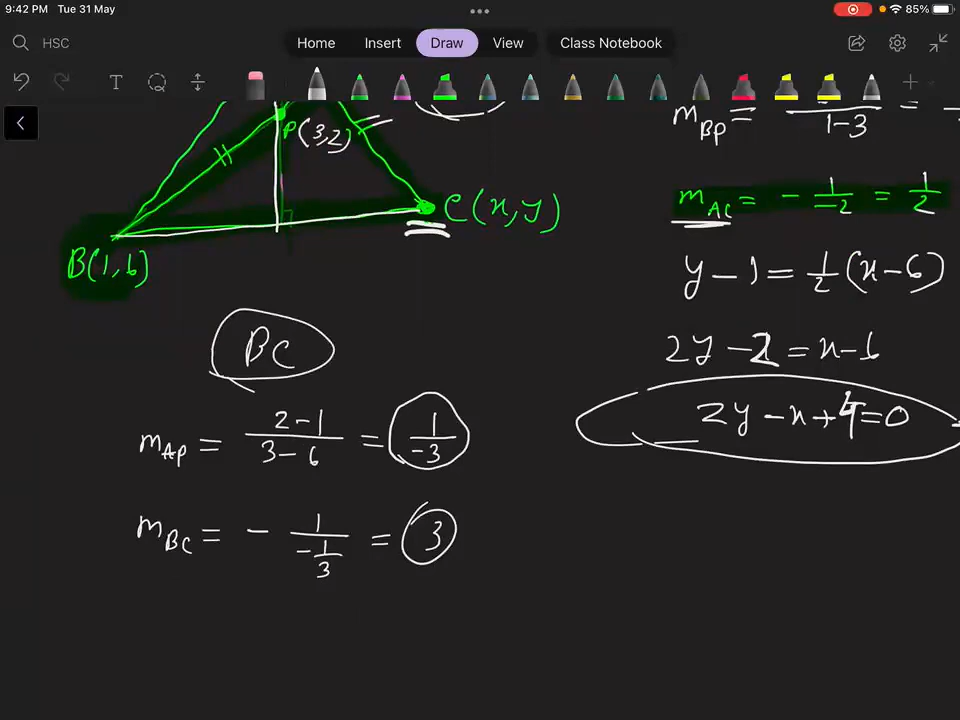 9:42 PM Tue 31 May 85%
HSC Home Insert Draw View Class Notebook
T
P(3,2)
C(x,y)
B(1,6)
BC
m_AP = (2-1)/(3-6) = 1/-3
m_BC = - 1/(-1/3) = 3
m_BP = /(1-3) =
m_AC = - 1/-2 = 1/2
y - 1 = 1/2 (x-6)
2y - 2 = x-6
2y - x + 4 = 0